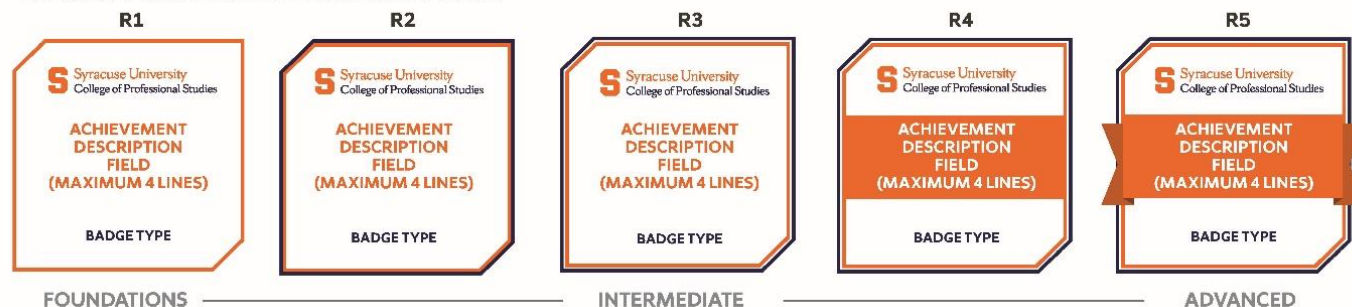 R1
R2
R3
R4
R5
S Syracuse University
College of Professional Studies
ACHIEVEMENT
DESCRIPTION
FIELD
(MAXIMUM 4 LINES)
BADGE TYPE
S Syracuse University
College of Professional Studies
ACHIEVEMENT
DESCRIPTION
FIELD
(MAXIMUM 4 LINES)
BADGE TYPE
S Syracuse University
College of Professional Studies
ACHIEVEMENT
DESCRIPTION
FIELD
(MAXIMUM 4 LINES)
BADGE TYPE
S Syracuse University
College of Professional Studies
ACHIEVEMENT
DESCRIPTION
FIELD
(MAXIMUM 4 LINES)
BADGE TYPE
S Syracuse University
College of Professional Studies
ACHIEVEMENT
DESCRIPTION
FIELD
(MAXIMUM 4 LINES)
BADGE TYPE
FOUNDATIONS
INTERMEDIATE
ADVANCED